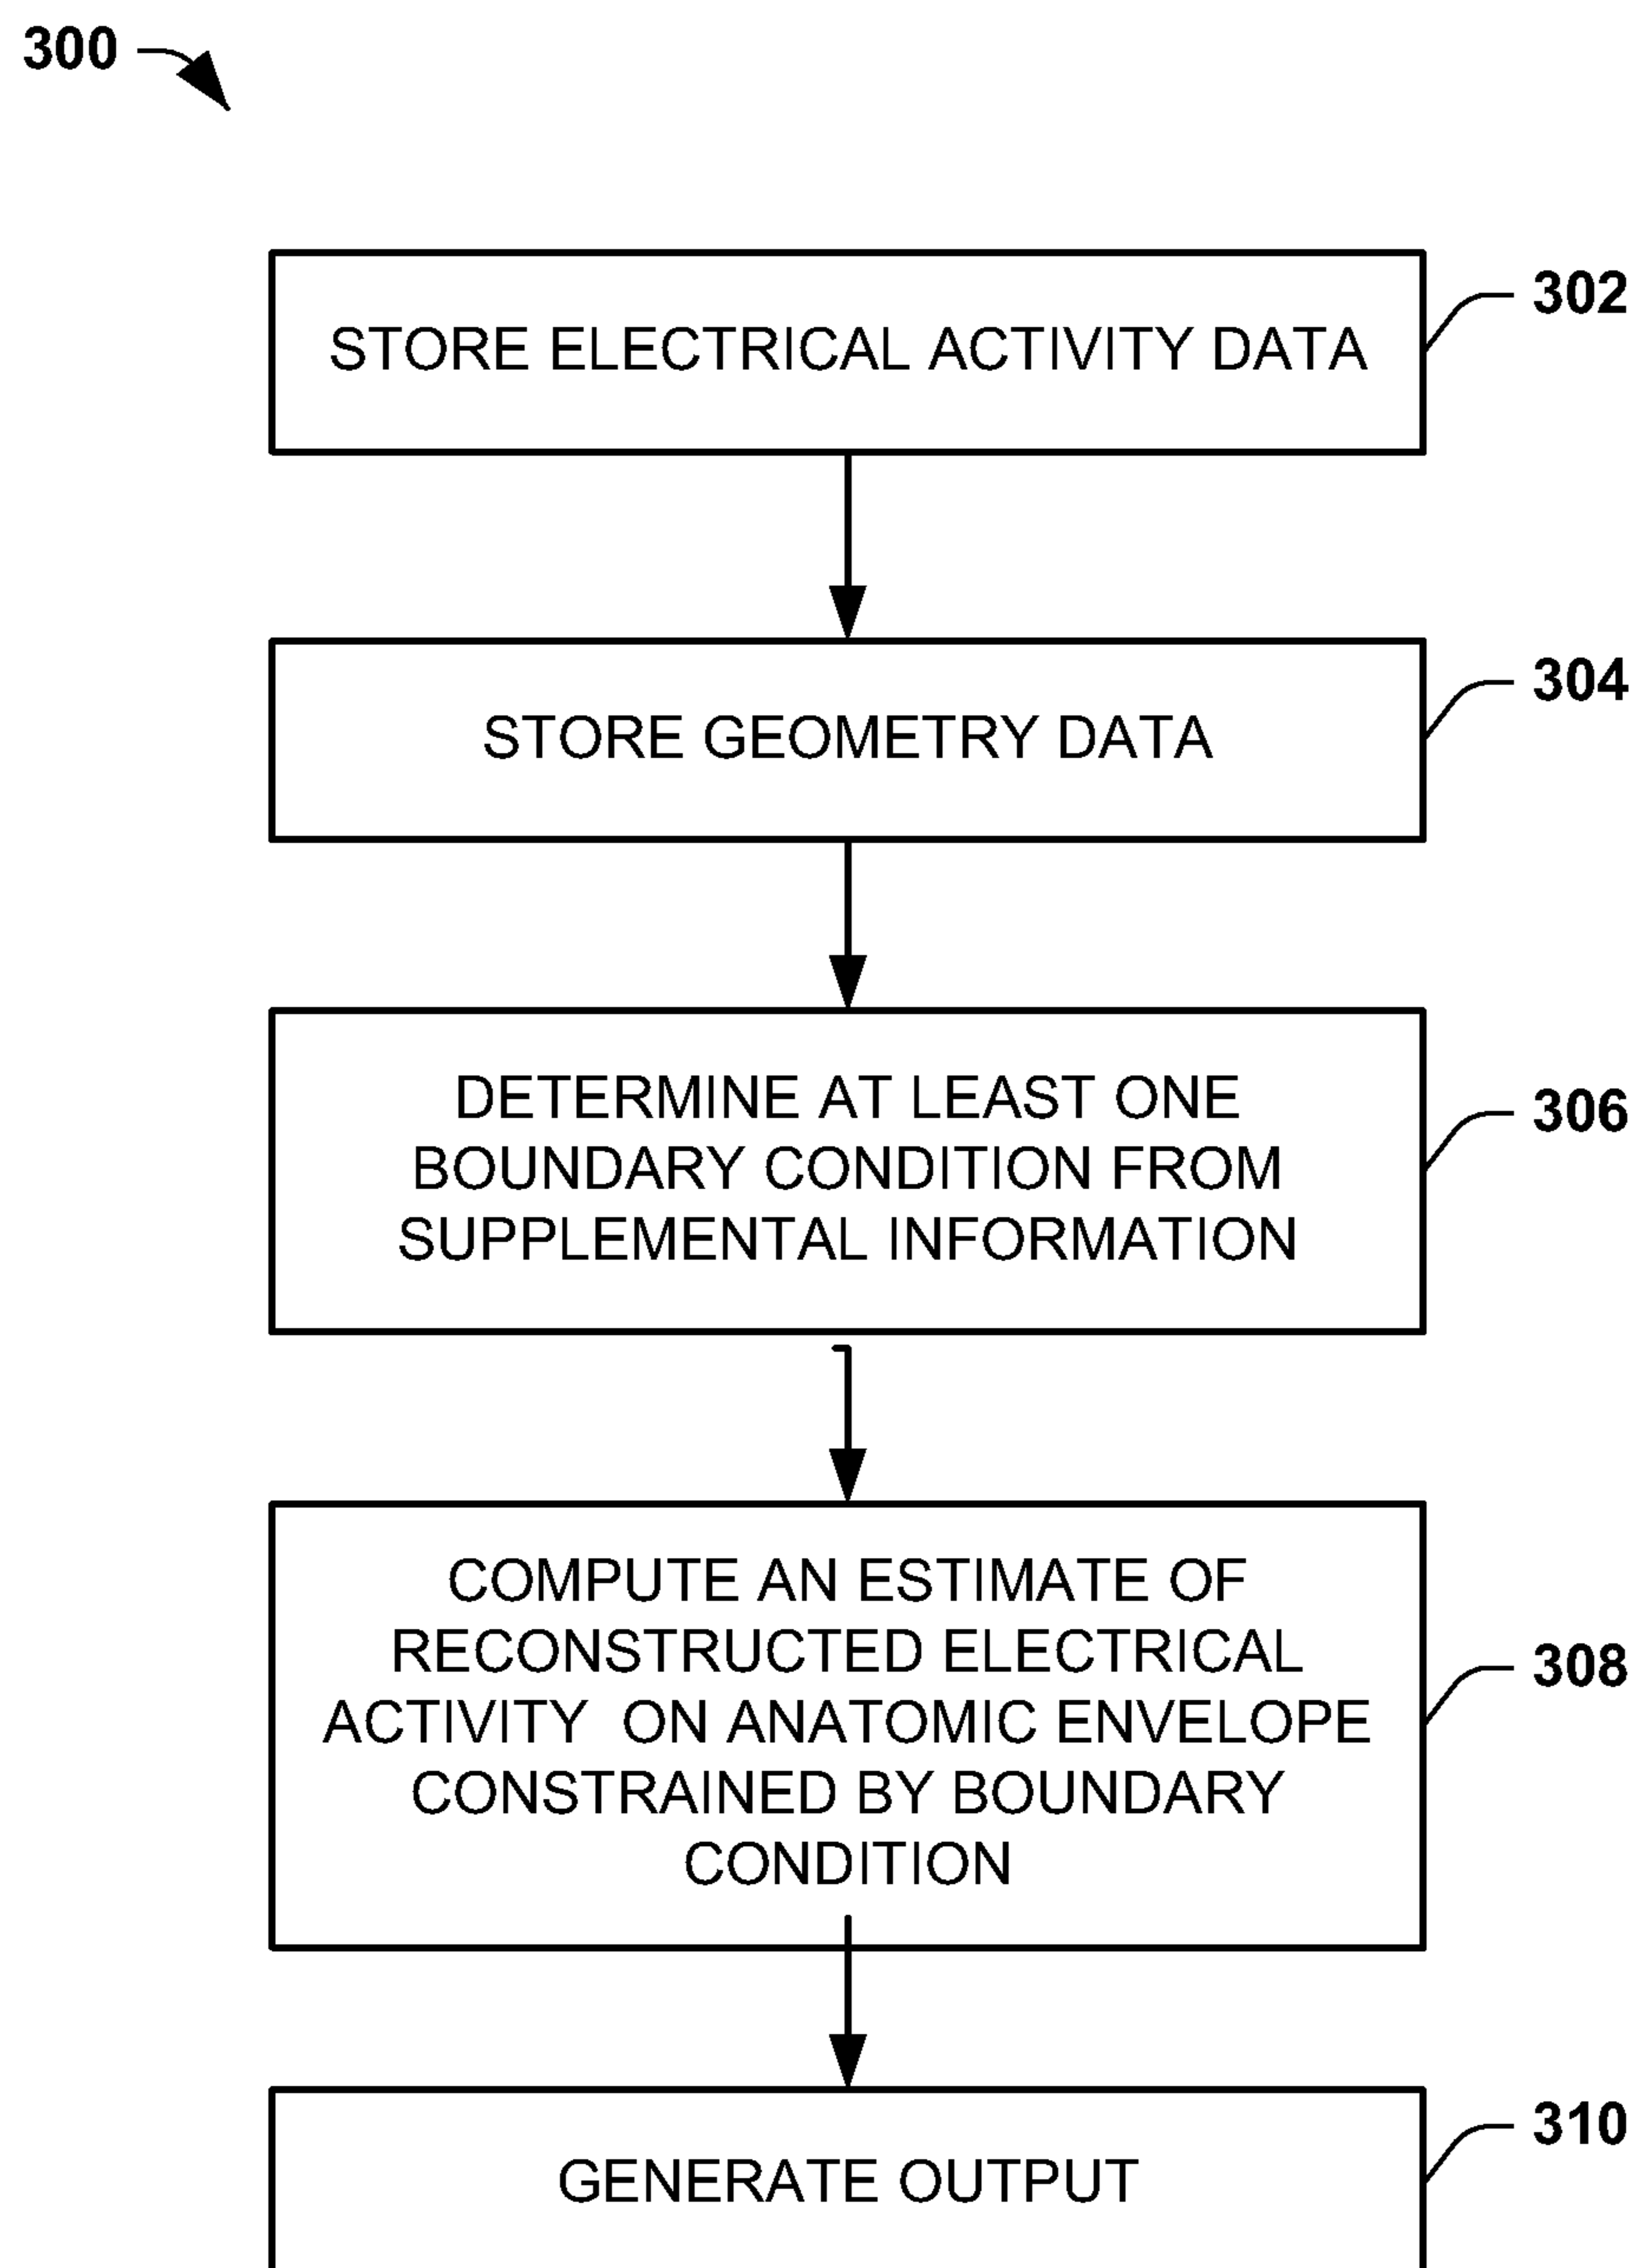 300
STORE ELECTRICAL ACTIVITY DATA
302
STORE GEOMETRY DATA
304
DETERMINE AT LEAST ONE
BOUNDARY CONDITION FROM
SUPPLEMENTAL INFORMATION
306
COMPUTE AN ESTIMATE OF
RECONSTRUCTED ELECTRICAL
ACTIVITY ON ANATOMIC ENVELOPE
CONSTRAINED BY BOUNDARY
CONDITION
308
GENERATE OUTPUT
310